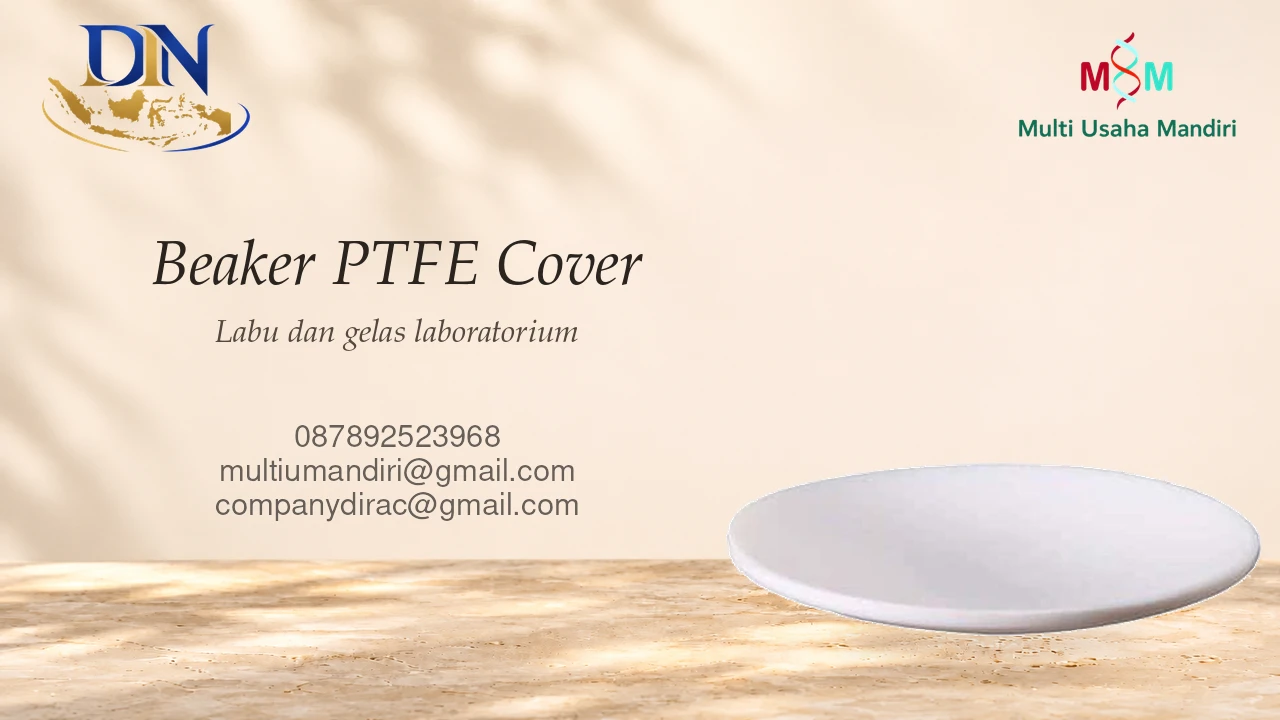 DN
M M
Multi Usaha Mandiri
Beaker PTFE Cover
Labu dan gelas laboratorium
087892523968
multiumandiri@gmail.com
companydirac@gmail.com